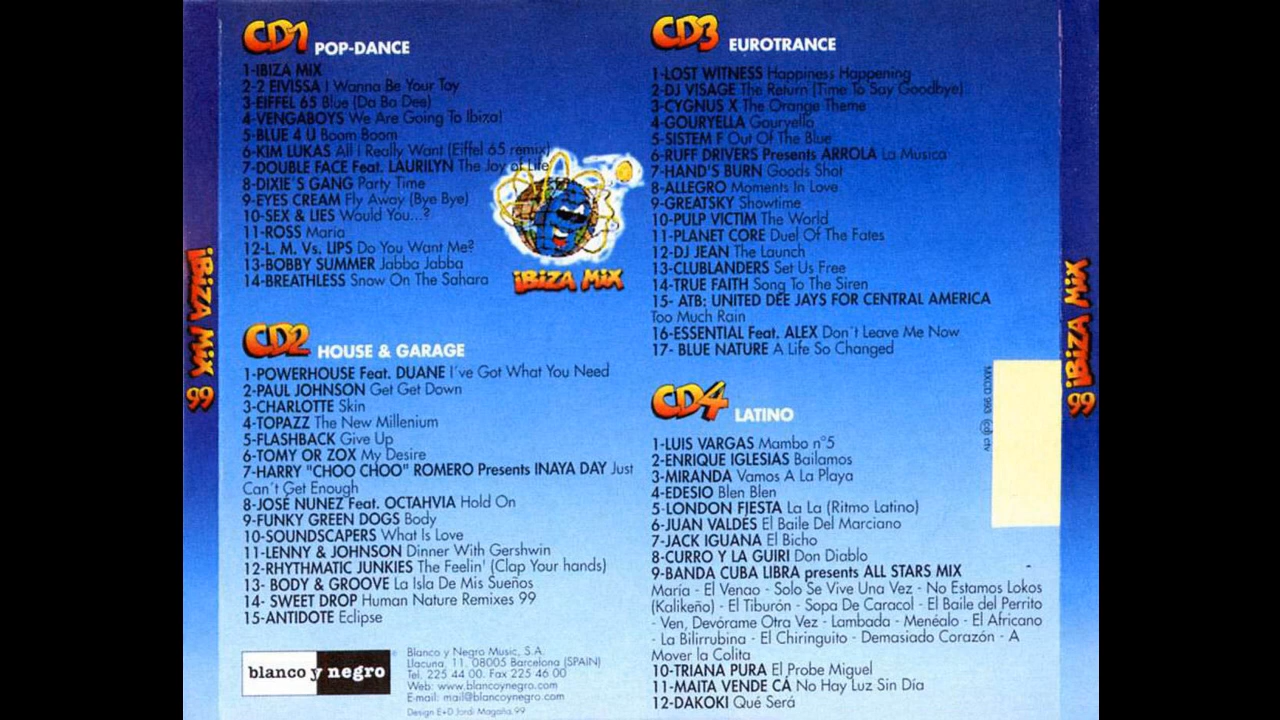 iBiZA MiX 99
CD1 POP-DANCE
1-IBIZA MIX
2-2 EIVISSA I Wanna Be Your Toy
3-EIFFEL 65 Blue (Da Ba Dee)
4-VENGABOYS We Are Going To Ibiza!
5-BLUE 4 U Boom Boom
6-KIM LUKAS All I Really Want (Eiffel 65 remix)
7-DOUBLE FACE Feat. LAURILYN The Joy of Life
8-DIXIE´S GANG Party Time
9-EYES CREAM Fly Away (Bye Bye)
10-SEX & LIES Would You...?
11-ROSS Maria
12-L. M. Vs. LIPS Do You Want Me?
13-BOBBY SUMMER Jabba Jabba
14-BREATHLESS Snow On The Sahara
iBiZA MiX
CD2 HOUSE & GARAGE
1-POWERHOUSE Feat. DUANE I´ve Got What You Need
2-PAUL JOHNSON Get Get Down
3-CHARLOTTE Skin
4-TOPAZZ The New Millenium
5-FLASHBACK Give Up
6-TOMY OR ZOX My Desire
7-HARRY "CHOO CHOO" ROMERO Presents INAYA DAY Just
Can´t Get Enough
8-JOSÉ NUNEZ Feat. OCTAHVIA Hold On
9-FUNKY GREEN DOGS Body
10-SOUNDSCAPERS What Is Love
11-LENNY & JOHNSON Dinner With Gershwin
12-RHYTHMATIC JUNKIES The Feelin' (Clap Your hands)
13- BODY & GROOVE La Isla De Mis Sueños
14- SWEET DROP Human Nature Remixes 99
15-ANTIDOTE Eclipse
blanco y negro
Blanco y Negro Music, S.A.
Llacuna, 11. 08005 Barcelona (SPAIN)
Tel. 225 44 00. Fax 225 46 00
Web: www.blancoynegro.com
E-mail: mail@blancoynegro.com
Design E+D Jordi Magaña.99
CD3 EUROTRANCE
1-LOST WITNESS Happiness Happening
2-DJ VISAGE The Return (Time To Say Goodbye)
3-CYGNUS X The Orange Theme
4-GOURYELLA Gouryella
5-SISTEM F Out Of The Blue
6-RUFF DRIVERS Presents ARROLA La Musica
7-HAND'S BURN Goods Shot
8-ALLEGRO Moments In Love
9-GREATSKY Showtime
10-PULP VICTIM The World
11-PLANET CORE Duel Of The Fates
12-DJ JEAN The Launch
13-CLUBLANDERS Set Us Free
14-TRUE FAITH Song To The Siren
15- ATB: UNITED DEE JAYS FOR CENTRAL AMERICA
Too Much Rain
16-ESSENTIAL Feat. ALEX Don´t Leave Me Now
17- BLUE NATURE A Life So Changed
CD4 LATINO
1-LUIS VARGAS Mambo nº5
2-ENRIQUE IGLESIAS Bailamos
3-MIRANDA Vamos A La Playa
4-EDESIO Blen Blen
5-LONDON FIESTA La La (Ritmo Latino)
6-JUAN VALDÉS El Baile Del Marciano
7-JACK IGUANA El Bicho
8-CURRO Y LA GUIRI Don Diablo
9-BANDA CUBA LIBRA presents ALL STARS MIX
María - El Venao - Solo Se Vive Una Vez - No Estamos Lokos
(Kalikeño) - El Tiburón - Sopa De Caracol - El Baile del Perrito
- Ven, Devórame Otra Vez - Lambada - Menéalo - El Africano
- La Bilirrubina - El Chiringuito - Demasiado Corazón - A
Mover la Colita
10-TRIANA PURA El Probe Miguel
11-MAITA VENDE CÁ No Hay Luz Sin Día
12-DAKOKI Qué Será
MXCD 993
iBiZA MiX 99